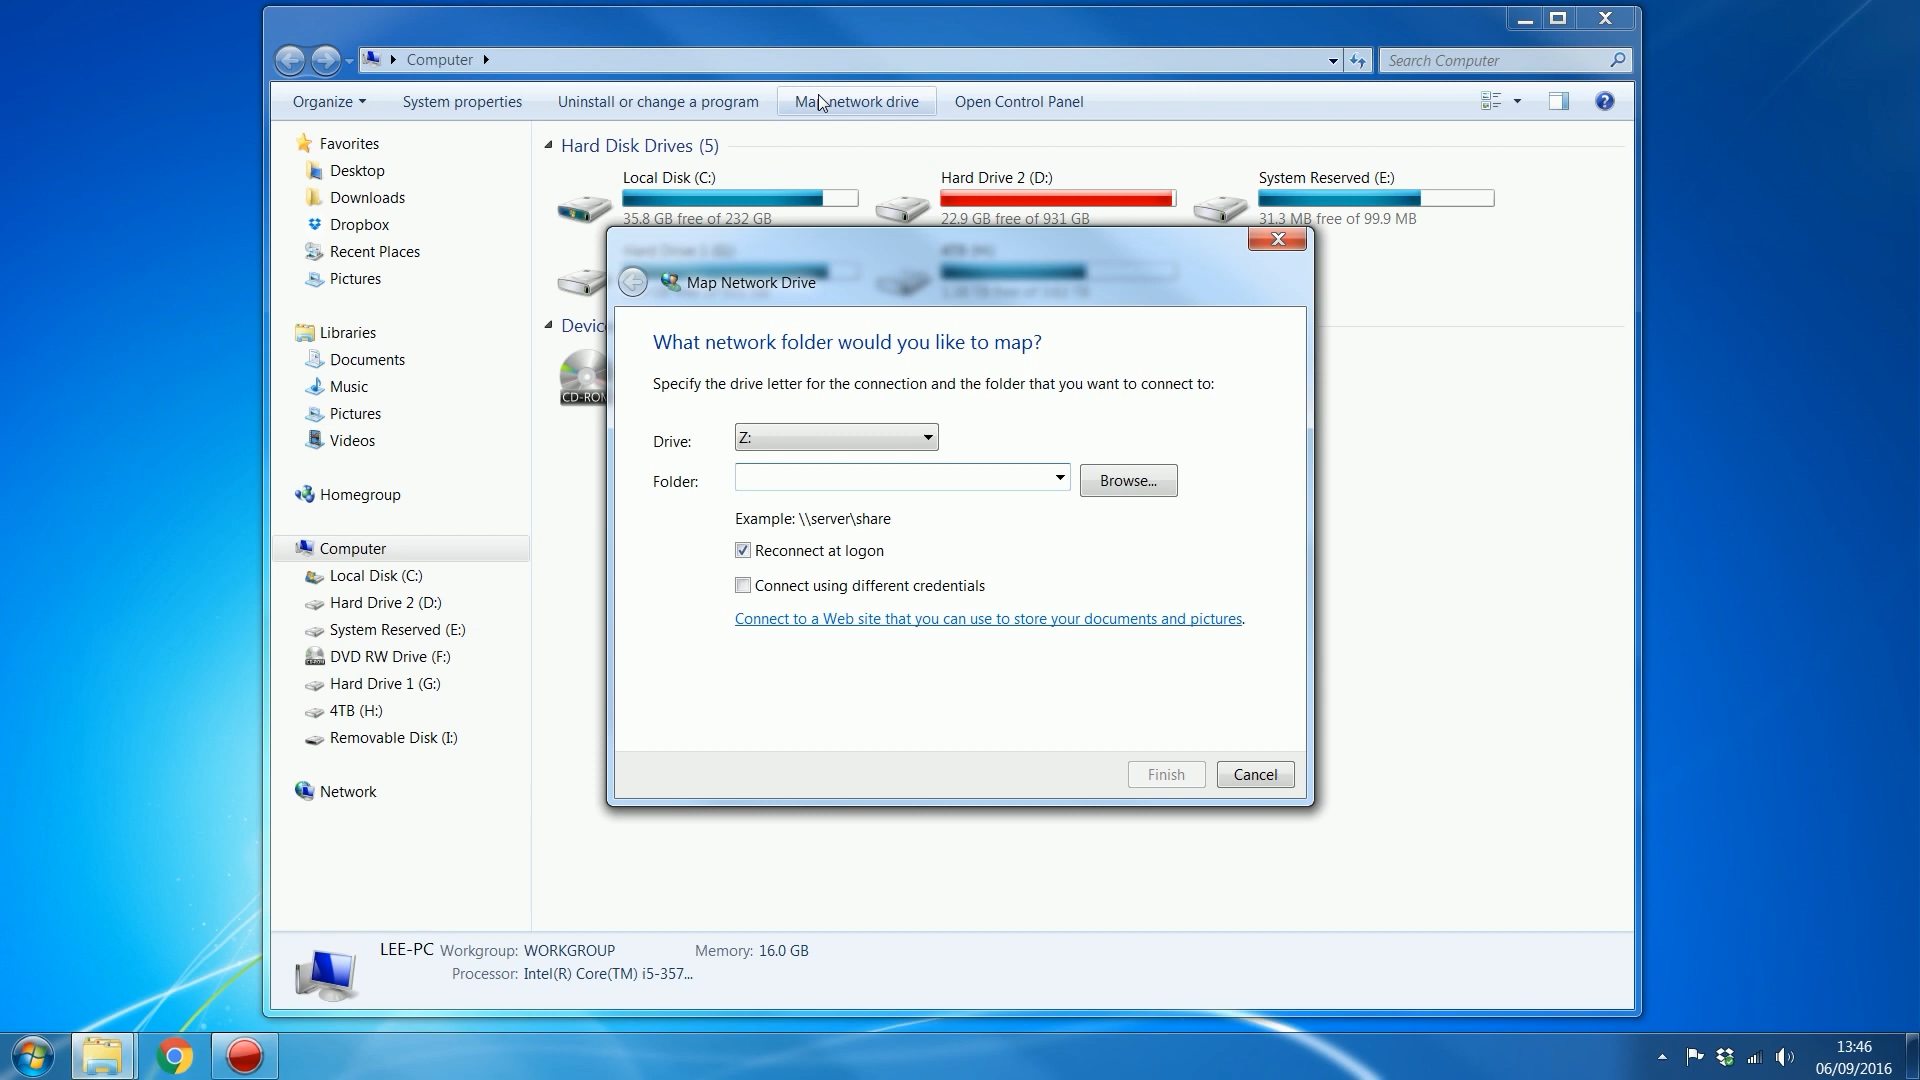 Computer
Search Computer
Organize
System properties
Uninstall or change a program
Map network drive
Open Control Panel
Favorites
Desktop
Downloads
Dropbox
Recent Places
Pictures
Libraries
Documents
Music
Pictures
Videos
Homegroup
Computer
Local Disk (C:)
Hard Drive 2 (D:)
System Reserved (E:)
DVD RW Drive (F:)
Hard Drive 1 (G:)
4TB (H:)
Removable Disk (I:)
Network
Hard Disk Drives (5)
Local Disk (C:)
35.8 GB free of 232 GB
Hard Drive 2 (D:)
22.9 GB free of 931 GB
System Reserved (E:)
31.3 MB free of 99.9 MB
Hard Drive 1 (G:)
4TB (H:)
CD-ROM
Map Network Drive
What network folder would you like to map?
Specify the drive letter for the connection and the folder that you want to connect to:
Drive:
Z:
Folder:
Browse...
Example: \\server\share
Reconnect at logon
Connect using different credentials
Connect to a Web site that you can use to store your documents and pictures.
Finish
Cancel
LEE-PC Workgroup: WORKGROUP Memory: 16.0 GB
Processor: Intel(R) Core(TM) i5-357...
13:46
06/09/2016